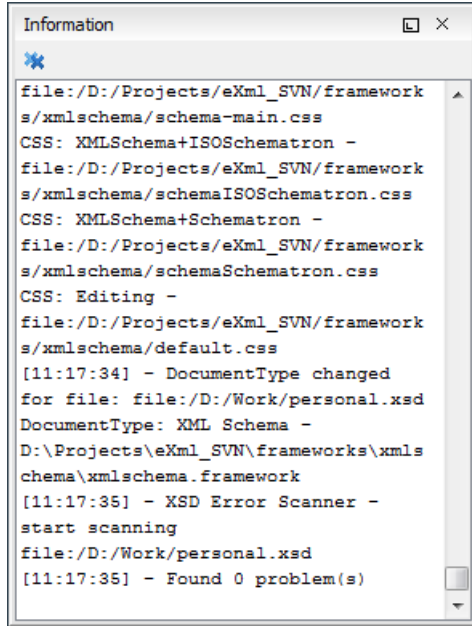 Information
file:/D:/Projects/eXml_SVN/framework
s/xmlschema/schema-main.css
CSS: XMLSchema+ISOSchematron -
file:/D:/Projects/eXml_SVN/framework
s/xmlschema/schemaISOSchematron.css
CSS: XMLSchema+Schematron -
file:/D:/Projects/eXml_SVN/framework
s/xmlschema/schemaSchematron.css
CSS: Editing -
file:/D:/Projects/eXml_SVN/framework
s/xmlschema/default.css
[11:17:34] - DocumentType changed
for file: file:/D:/Work/personal.xsd
DocumentType: XML Schema -
D:\Projects\eXml_SVN\frameworks\xmls
chema\xmlschema.framework
[11:17:35] - XSD Error Scanner -
start scanning
file:/D:/Work/personal.xsd
[11:17:35] - Found 0 problem(s)